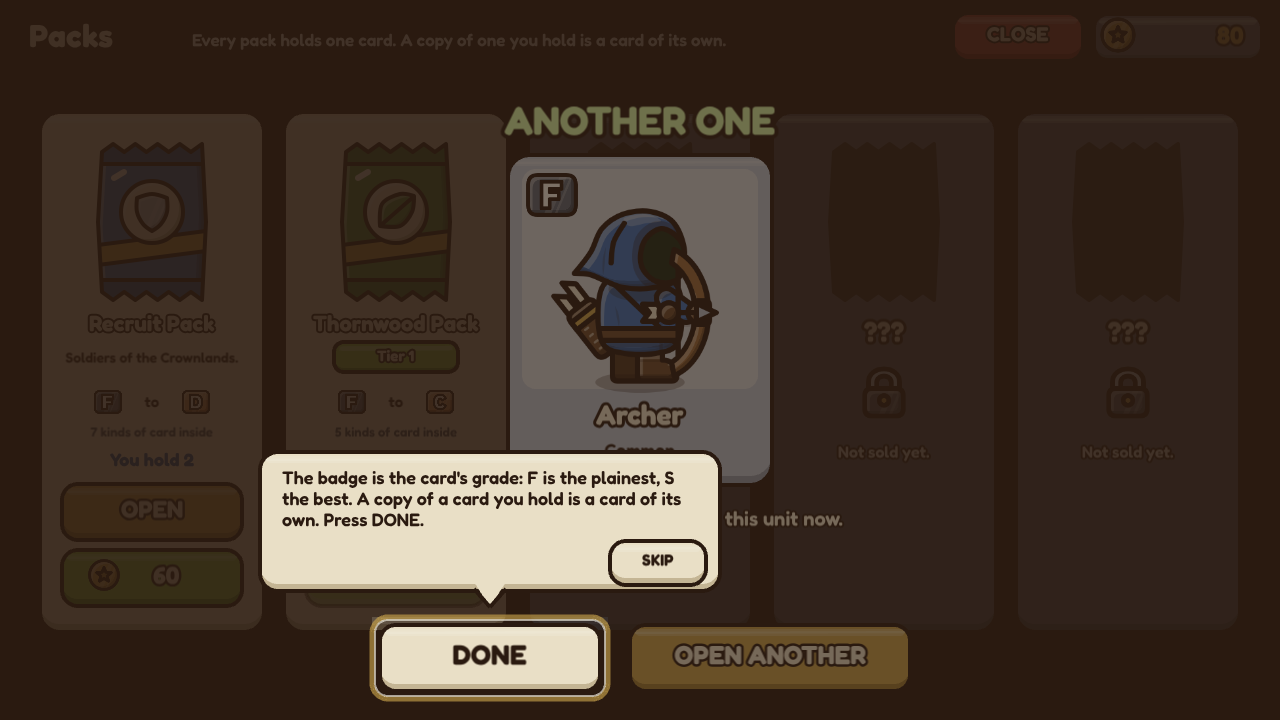 Packs
Every pack holds one card. A copy of one you hold is a card of its own.
CLOSE
80
ANOTHER ONE
F
Archer
Common
this unit now.
Recruit Pack
Soldiers of the Crownlands.
F to D
7 kinds of card inside
You hold 2
OPEN
60
Thornwood Pack
Tier 1
F to C
5 kinds of card inside
???
Not sold yet.
???
Not sold yet.
The badge is the card's grade: F is the plainest, S
the best. A copy of a card you hold is a card of its
own. Press DONE.
SKIP
DONE
OPEN ANOTHER